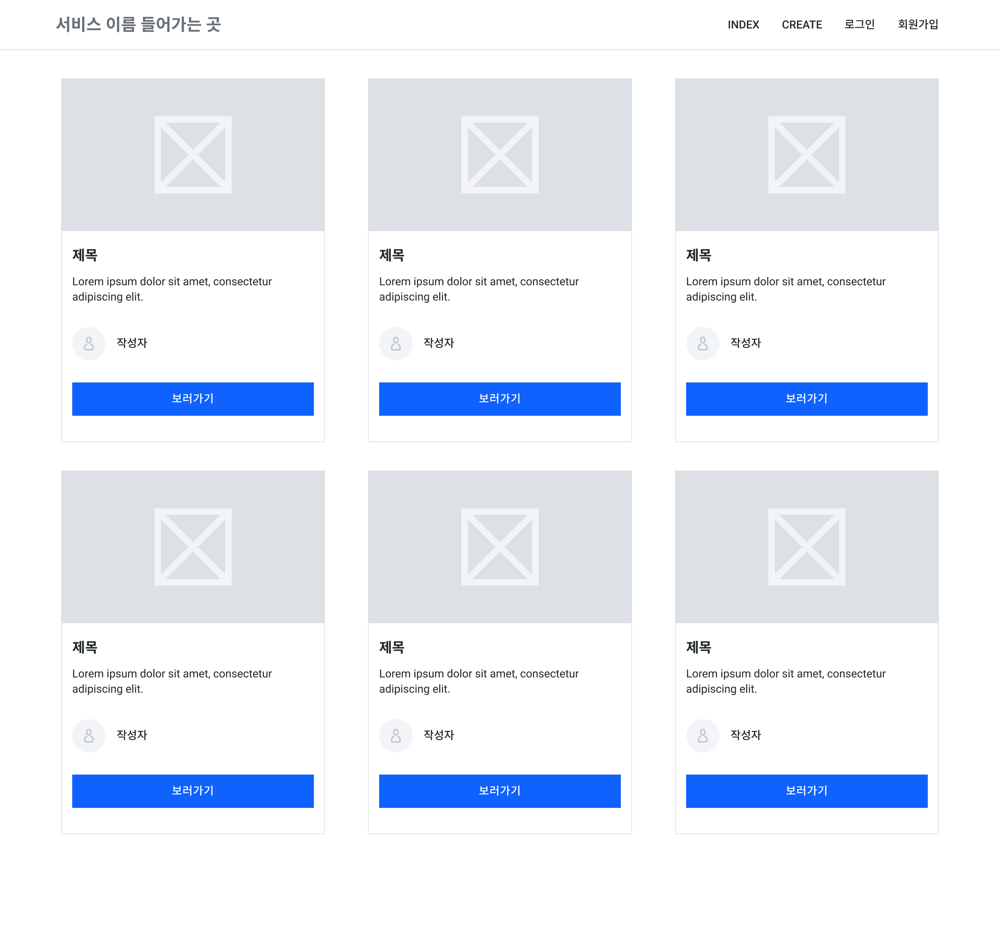 서비스 이름 들어가는 곳
INDEX
CREATE
로그인
회원가입
제목
Lorem ipsum dolor sit amet, consectetur
adipiscing elit.
작성자
보러가기
제목
Lorem ipsum dolor sit amet, consectetur
adipiscing elit.
작성자
보러가기
제목
Lorem ipsum dolor sit amet, consectetur
adipiscing elit.
작성자
보러가기
제목
Lorem ipsum dolor sit amet, consectetur
adipiscing elit.
작성자
보러가기
제목
Lorem ipsum dolor sit amet, consectetur
adipiscing elit.
작성자
보러가기
제목
Lorem ipsum dolor sit amet, consectetur
adipiscing elit.
작성자
보러가기